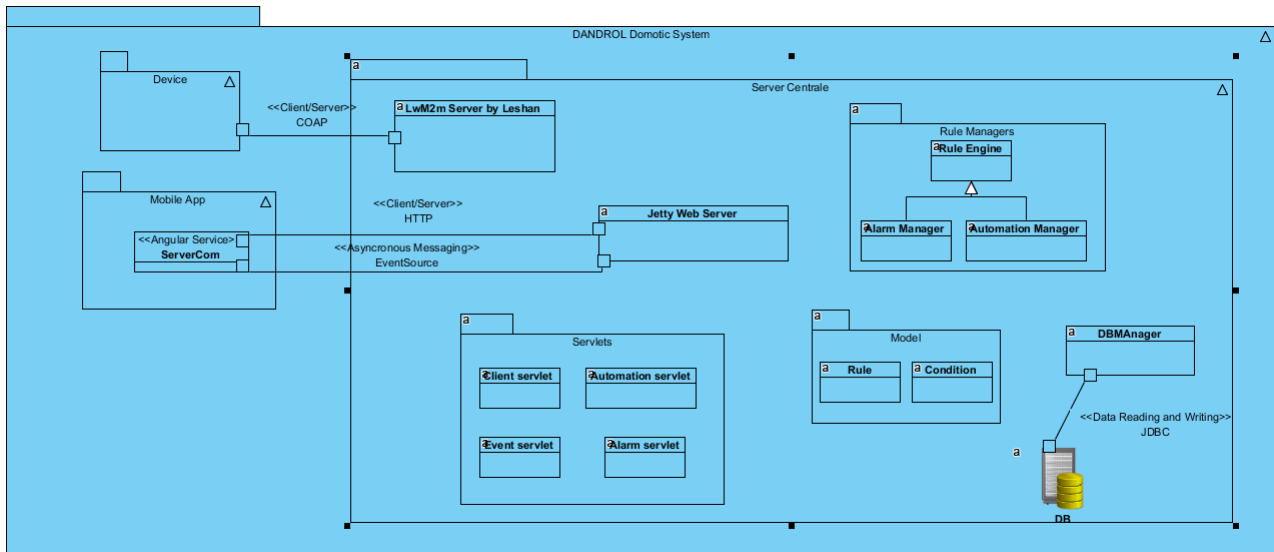 DANDROL Domotic System
Device
<<Client/Server>>
COAP
a
Server Centrale
a
LwM2m Server by Leshan
a
Rule Managers
a
Rule Engine
a
Alarm Manager
a
Automation Manager
Mobile App
<<Angular Service>
ServerCom
<<Client/Server>>
HTTP
<<Asyncronous Messaging>>
EventSource
a
Jetty Web Server
a
Servlets
a
Client servlet
a
Automation servlet
a
Event servlet
a
Alarm servlet
a
Model
a
Rule
a
Condition
a
DBMAnager
<<Data Reading and Writing>>
JDBC
a
DB